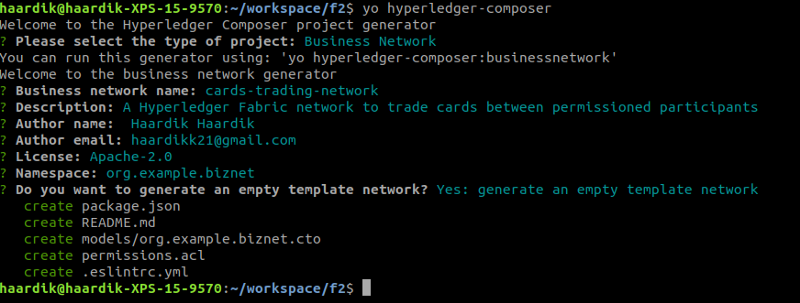 haardik@haardik-XPS-15-9570:~/workspace/f2$ yo hyperledger-composer
Welcome to the Hyperledger Composer project generator
? Please select the type of project: Business Network
You can run this generator using: 'yo hyperledger-composer:businessnetwork'
Welcome to the business network generator
? Business network name: cards-trading-network
? Description: A Hyperledger Fabric network to trade cards between permissioned participants
? Author name:  Haardik Haardik
? Author email: haardikk21@gmail.com
? License: Apache-2.0
? Namespace: org.example.biznet
? Do you want to generate an empty template network? Yes: generate an empty template network
   create package.json
   create README.md
   create models/org.example.biznet.cto
   create permissions.acl
   create .eslintrc.yml
haardik@haardik-XPS-15-9570:~/workspace/f2$